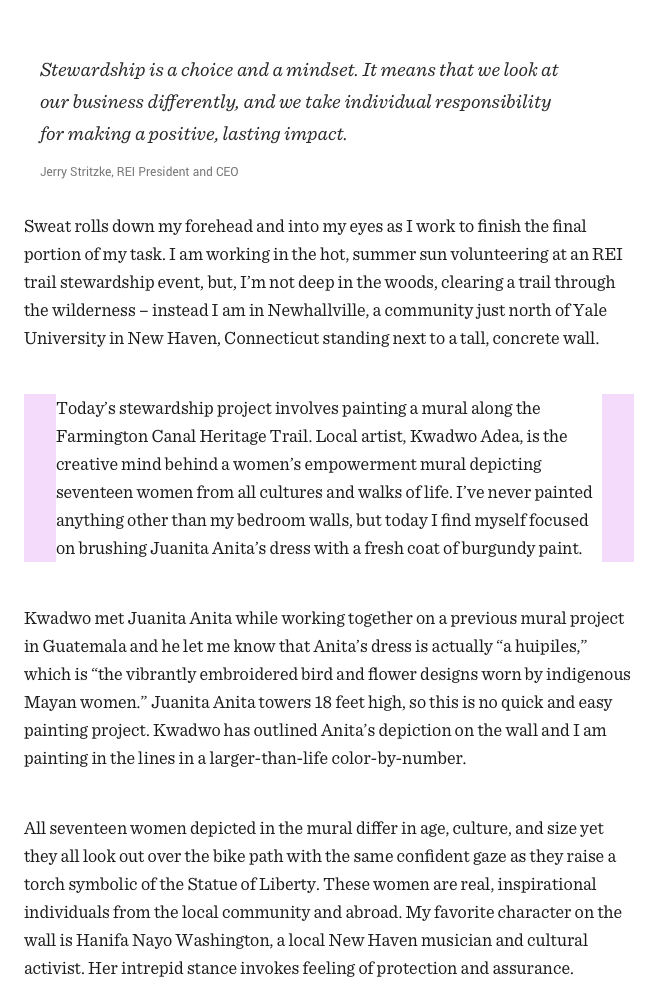 Stewardship is a choice and a mindset. It means that we look at
our business differently, and we take individual responsibility
for making a positive, lasting impact.
Jerry Stritzke, REI President and CEO
Sweat rolls down my forehead and into my eyes as I work to finish the final
portion of my task. I am working in the hot, summer sun volunteering at an REI
trail stewardship event, but, I’m not deep in the woods, clearing a trail through
the wilderness – instead I am in Newhallville, a community just north of Yale
University in New Haven, Connecticut standing next to a tall, concrete wall.
Today’s stewardship project involves painting a mural along the
Farmington Canal Heritage Trail. Local artist, Kwadwo Adea, is the
creative mind behind a women’s empowerment mural depicting
seventeen women from all cultures and walks of life. I’ve never painted
anything other than my bedroom walls, but today I find myself focused
on brushing Juanita Anita’s dress with a fresh coat of burgundy paint.
Kwadwo met Juanita Anita while working together on a previous mural project
in Guatemala and he let me know that Anita’s dress is actually “a huipiles,”
which is “the vibrantly embroidered bird and flower designs worn by indigenous
Mayan women.” Juanita Anita towers 18 feet high, so this is no quick and easy
painting project. Kwadwo has outlined Anita’s depiction on the wall and I am
painting in the lines in a larger-than-life color-by-number.
All seventeen women depicted in the mural differ in age, culture, and size yet
they all look out over the bike path with the same confident gaze as they raise a
torch symbolic of the Statue of Liberty. These women are real, inspirational
individuals from the local community and abroad. My favorite character on the
wall is Hanifa Nayo Washington, a local New Haven musician and cultural
activist. Her intrepid stance invokes feeling of protection and assurance.